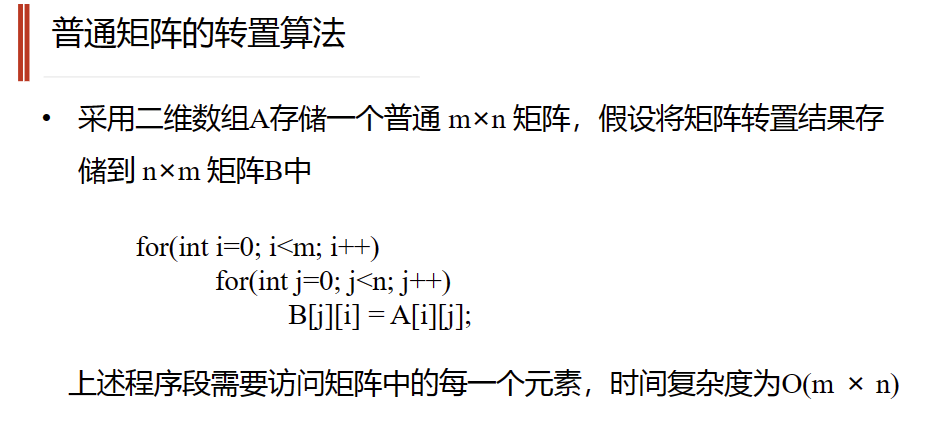 普通矩阵的转置算法
• 采用二维数组A存储一个普通 m×n 矩阵，假设将矩阵转置结果存
储到 n×m 矩阵B中
for(int i=0; i<m; i++)
for(int j=0; j<n; j++)
B[j][i] = A[i][j];
上述程序段需要访问矩阵中的每一个元素，时间复杂度为O(m × n)